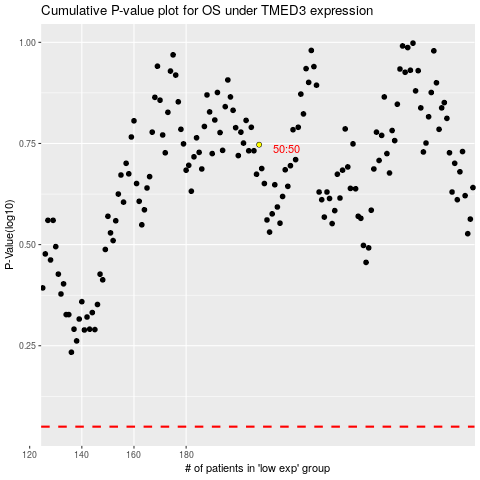 Cumulative P-value plot for OS under TMED3 expression
P-Value(log10)
1.00
0.75
0.50
0.25
50:50
120 140 160 180
# of patients in 'low exp' group